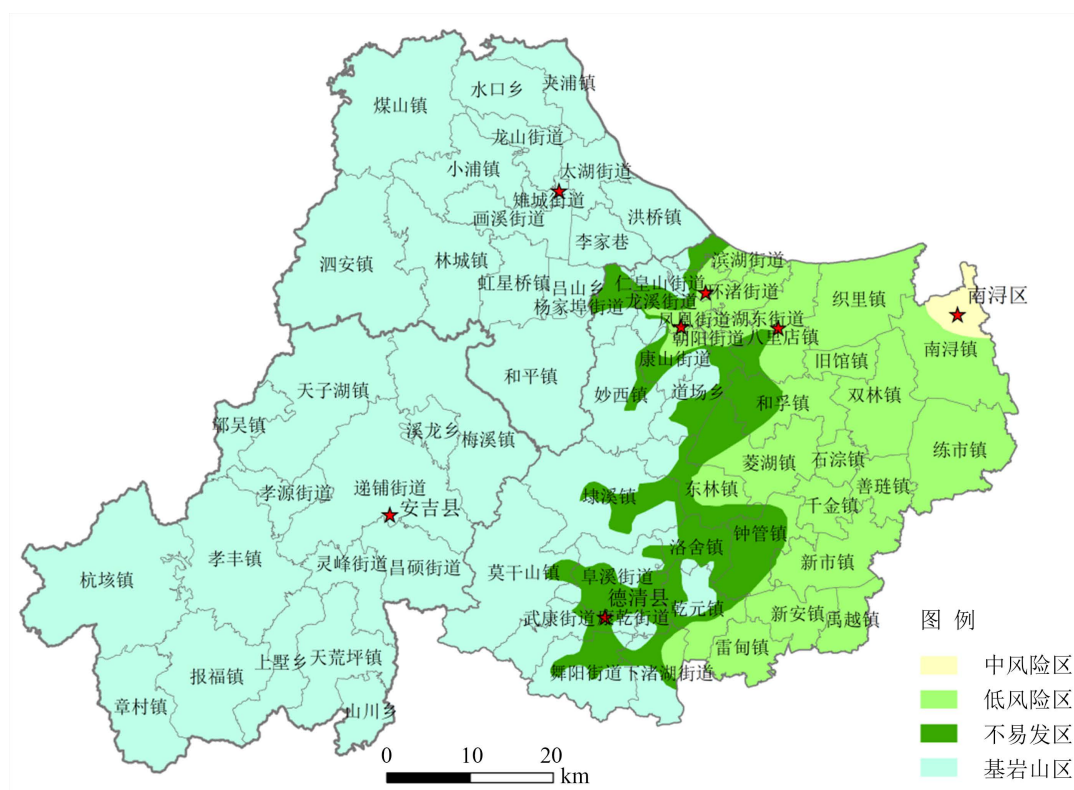 夹浦镇
水口乡
煤山镇
龙山街道
小浦镇
太湖街道
雉城街道
画溪街道
洪桥镇
李家巷
林城镇
泗安镇
滨湖街道
虹星桥镇
吕山乡
仁皇山街道
环渚街道
杨家埠街道
龙溪街道
织里镇
南浔区
凤凰街道
湖东街道
朝阳街道
八里店镇
南浔镇
康山街道
旧馆镇
和平镇
妙西镇
道场乡
双林镇
天子湖镇
和孚镇
鄣吴镇
溪龙乡
梅溪镇
练市镇
菱湖镇
石淙镇
孝源街道
递铺街道
埭溪镇
东林镇
善琏镇
安吉县
千金镇
钟管镇
洛舍镇
孝丰镇
灵峰街道
昌硕街道
莫干山镇
阜溪街道
新市镇
杭垓镇
德清县
武康街道
乾街道
乾元镇
新安镇
禹越镇
雷甸镇
上墅乡
天荒坪镇
报福镇
舞阳街道
下渚湖街道
章村镇
山川乡
图 例
中风险区
低风险区
不易发区
基岩山区
0 10 20
km